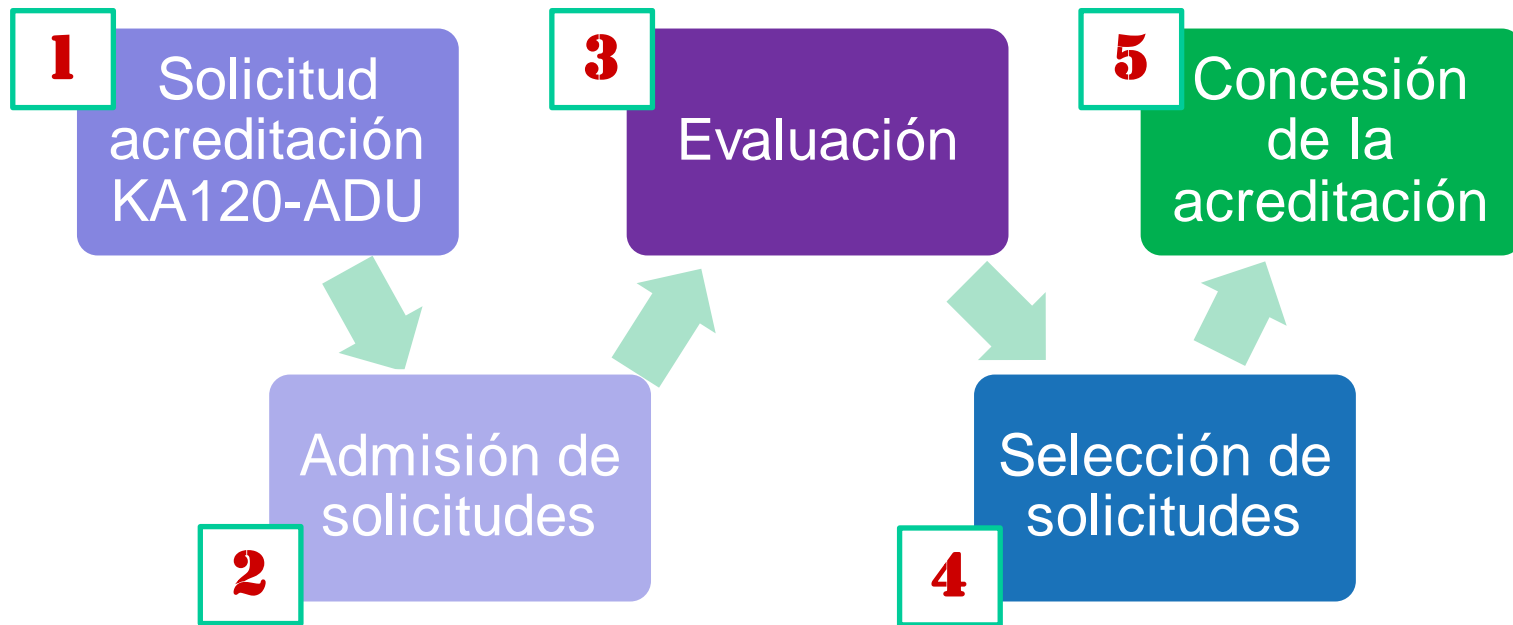 1
Solicitud
acreditación
KA120-ADU
2
Admisión de
solicitudes
3
Evaluación
4
Selección de
solicitudes
5
Concesión
de la
acreditación